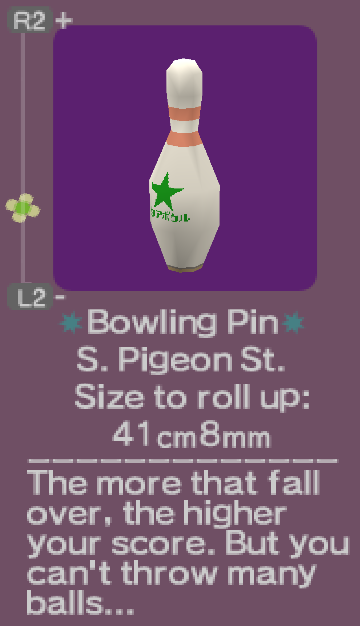 R2 +
Bowling Pin
S. Pigeon St.
Size to roll up:
41cm8mm
The more that fall
over, the higher
your score. But you
can't throw many
balls...
L2 -